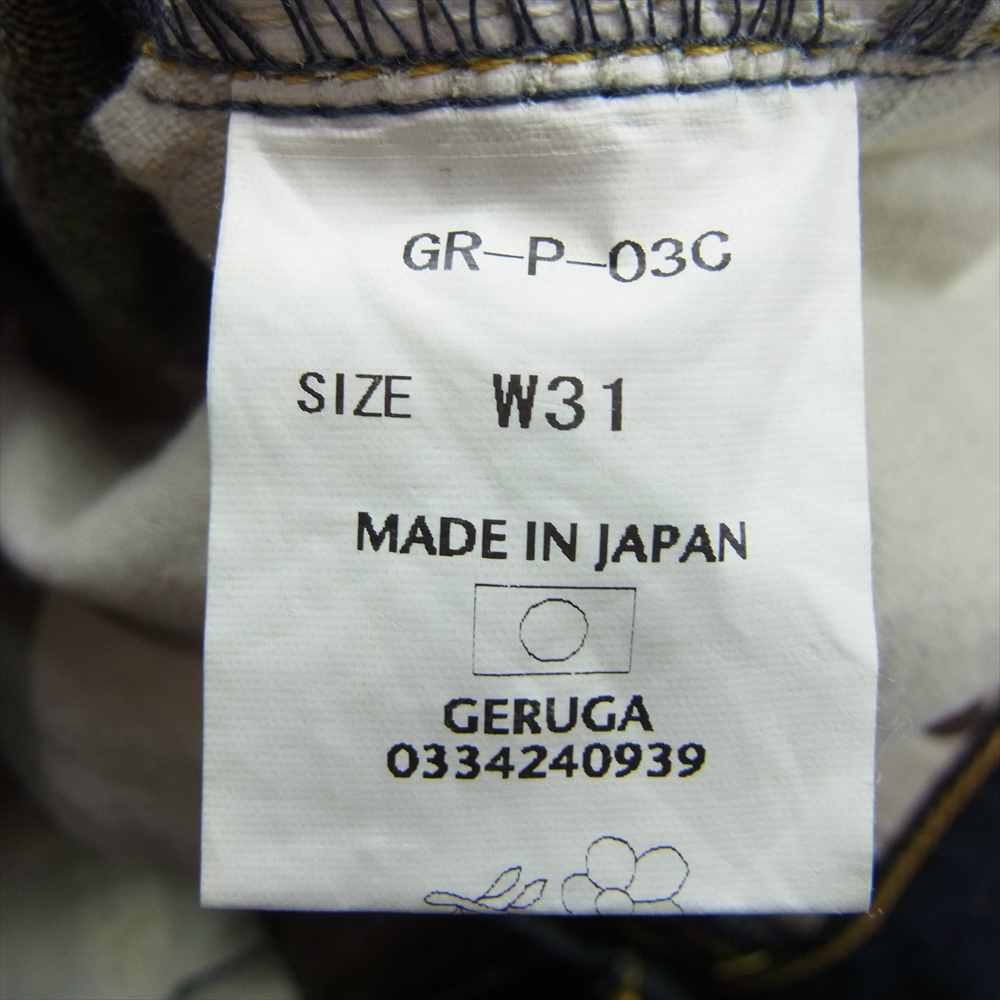 GR-P-03C
SIZE W31
MADE IN JAPAN
GERUGA
0334240939